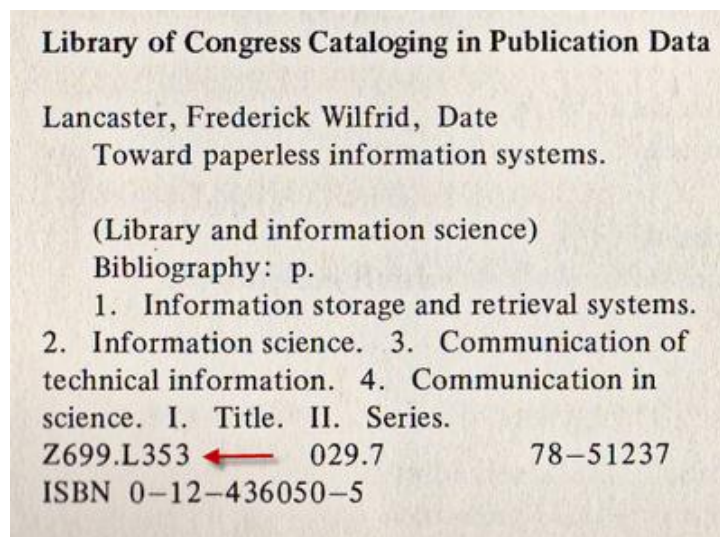 Library of Congress Cataloging in Publication Data
Lancaster, Frederick Wilfrid, Date
Toward paperless information systems.
(Library and information science)
Bibliography: p.
1. Information storage and retrieval systems.
2. Information science. 3. Communication of
technical information. 4. Communication in
science. I. Title. II. Series.
Z699.L353 029.7 78–51237
ISBN 0–12–436050–5